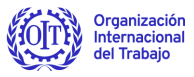 OIT
Organización
Internacional
del Trabajo